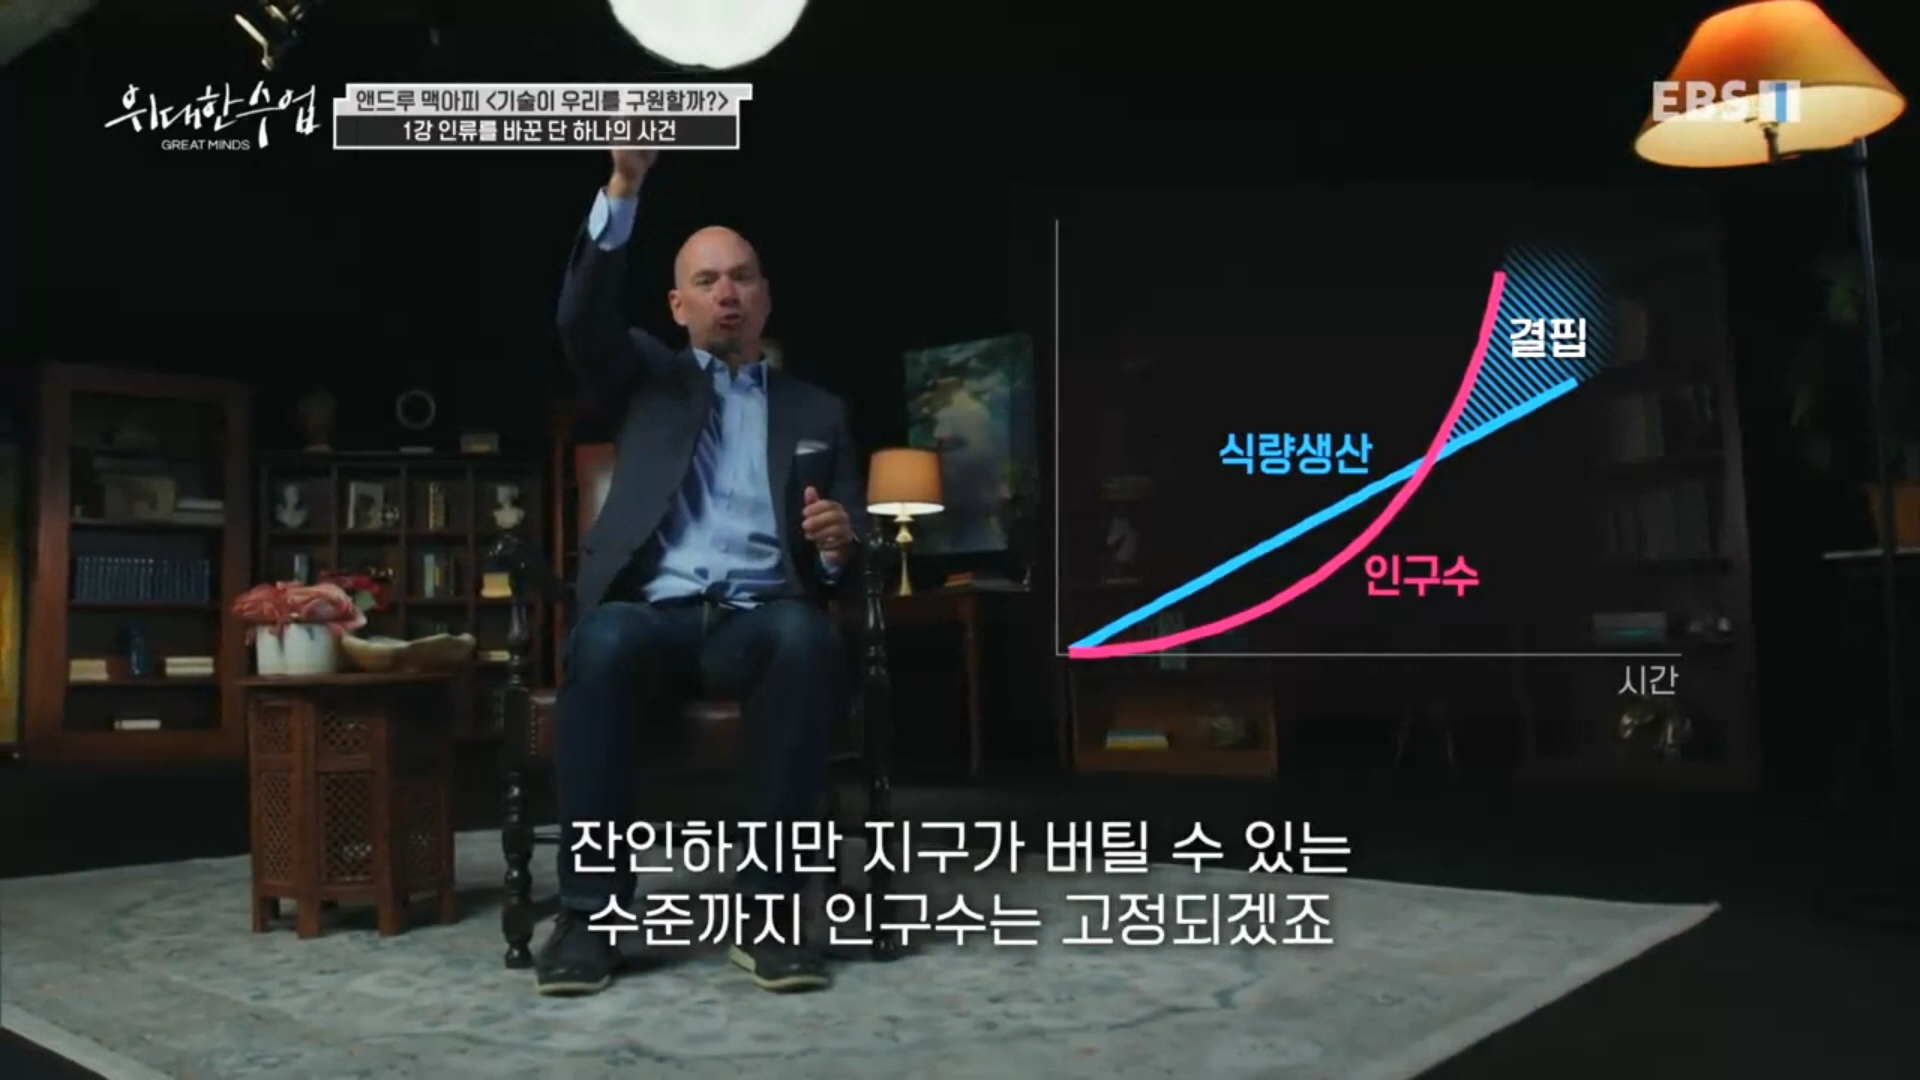 위대한 수업
GREAT MINDS
앤드루 맥아피 <기술이 우리를 구원할까?>
1강 인류를 바꾼 단 하나의 사건
EBS 1
결핍
식량생산
인구수
시간
잔인하지만 지구가 버틸 수 있는
수준까지 인구수는 고정되겠죠